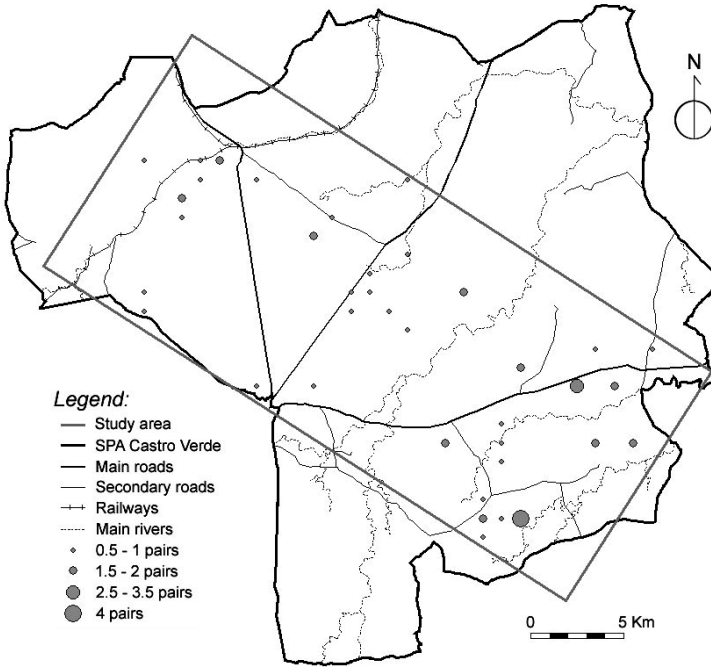 N
Legend:
Study area
SPA Castro Verde
Main roads
Secondary roads
Railways
Main rivers
0.5 - 1 pairs
1.5 - 2 pairs
2.5 - 3.5 pairs
4 pairs
0 5 Km